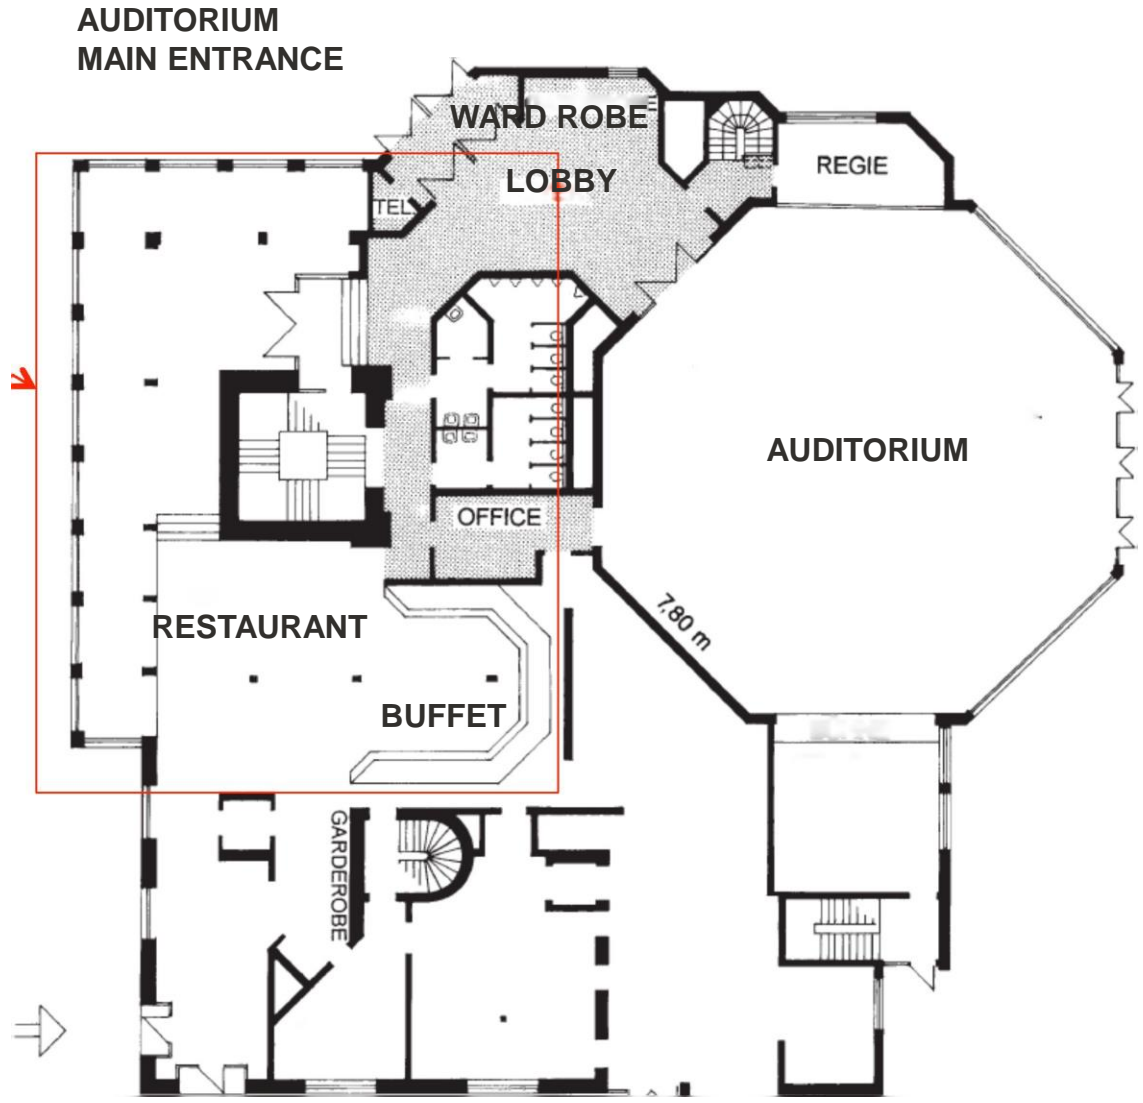 AUDITORIUM
MAIN ENTRANCE
WARD ROBE
LOBBY
REGIE
TEL
AUDITORIUM
OFFICE
7,80 m
RESTAURANT
BUFFET
GARDEROBE